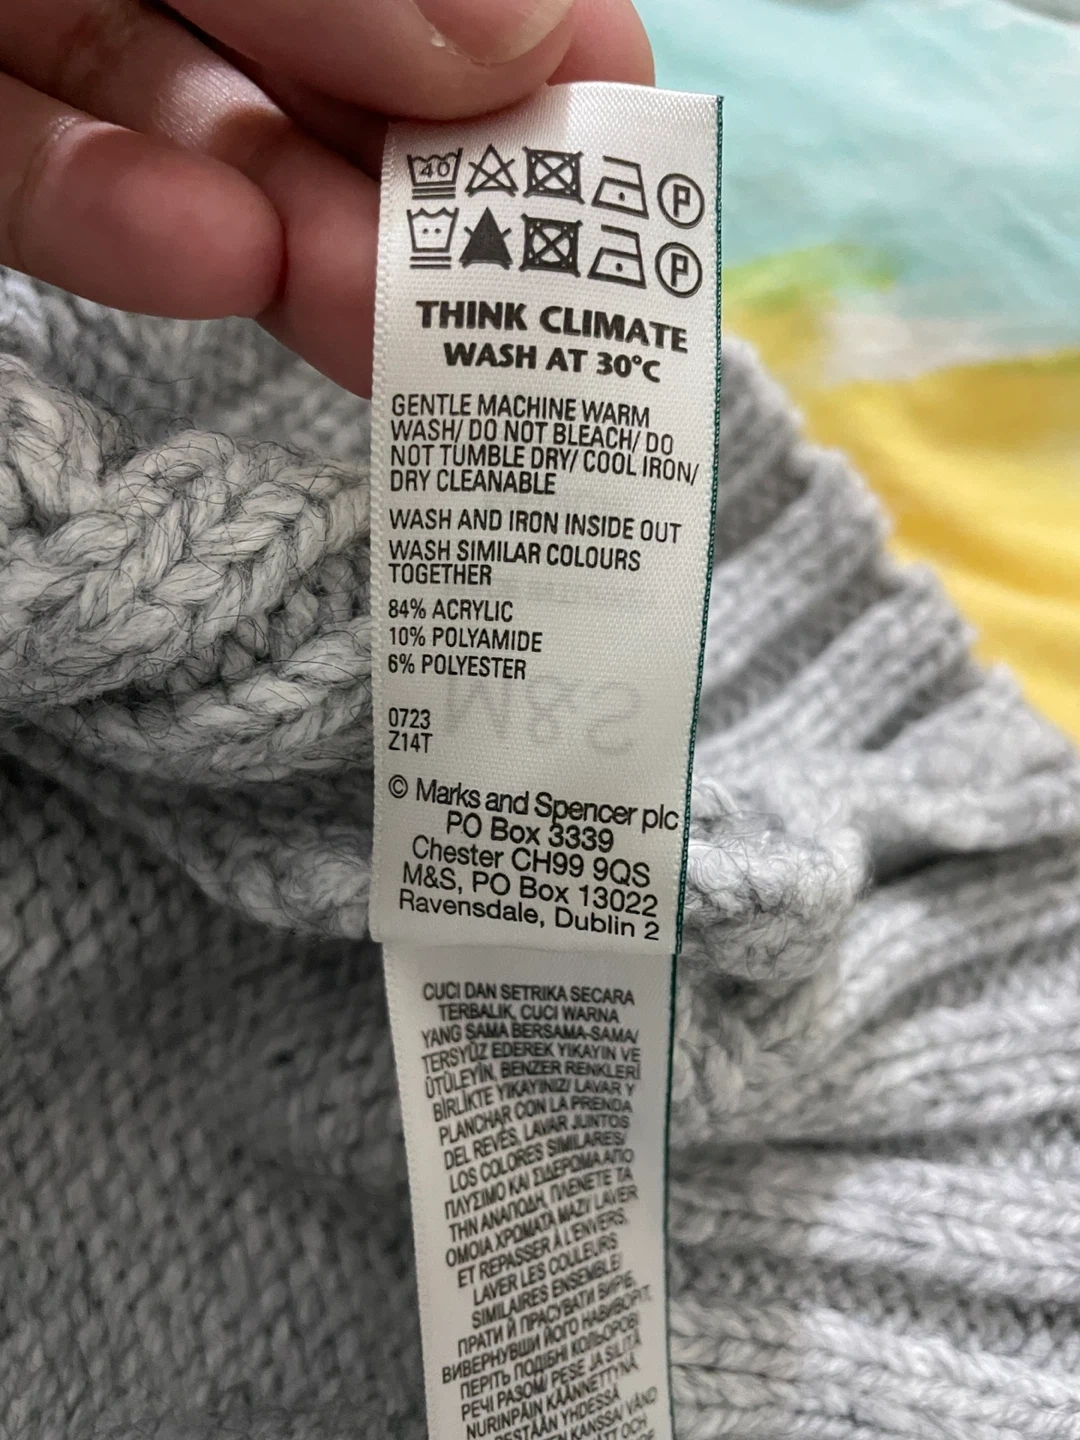 40
P
P
THINK CLIMATE
WASH AT 30°C
GENTLE MACHINE WARM
WASH/ DO NOT BLEACH/ DO
NOT TUMBLE DRY/ COOL IRON/
DRY CLEANABLE
WASH AND IRON INSIDE OUT
WASH SIMILAR COLOURS
TOGETHER
84% ACRYLIC
10% POLYAMIDE
6% POLYESTER
0723
Z14T
© Marks and Spencer plc
PO Box 3339
Chester CH99 9QS
M&S, PO Box 13022
Ravensdale, Dublin 2
CUCI DAN SETRIKA SECARA
TERBALIK, CUCI WARNA
YANG SAMA BERSAMA-SAMA/
TERSYÜZ EDEREK YIKAYIN VE
ÜTÜLEYİN, BENZER RENKLERİ
BİRLİKTE YIKAYINIZ/ LAVAR Y
PLANCHAR CON LA PRENDA
DEL REVÉS, LAVAR JUNTOS
LOS COLORES SIMILARES/
ΠΛΥΣΙΜΟ ΚΑΙ ΣΙΔΕΡΩΜΑ ΑΠΟ
ΤΗΝ ΑΝΑΠΟΔΗ, ΠΛΕΝΕΤΕ ΤΑ
ΟΜΟΙΑ ΧΡΩΜΑΤΑ ΜΑΖΙ/ LAVER
ET REPASSER À L'ENVERS,
LAVER LES COULEURS
SIMILAIRES ENSEMBLE/
ПРАТИ Й ПРАСУВАТИ ВИРІБ,
ВИВЕРНУВШИ ЙОГО НАВИВОРІТ,
ПЕРІТЬ ПОДІБНІ КОЛЬОРОВІ
РЕЧІ РАЗОМ/ PESE JA SILITÄ
NURINPÄIN KÄÄNNETTYNÄ,
YHDESSÄ
KANSSA/ VÄND
OCH